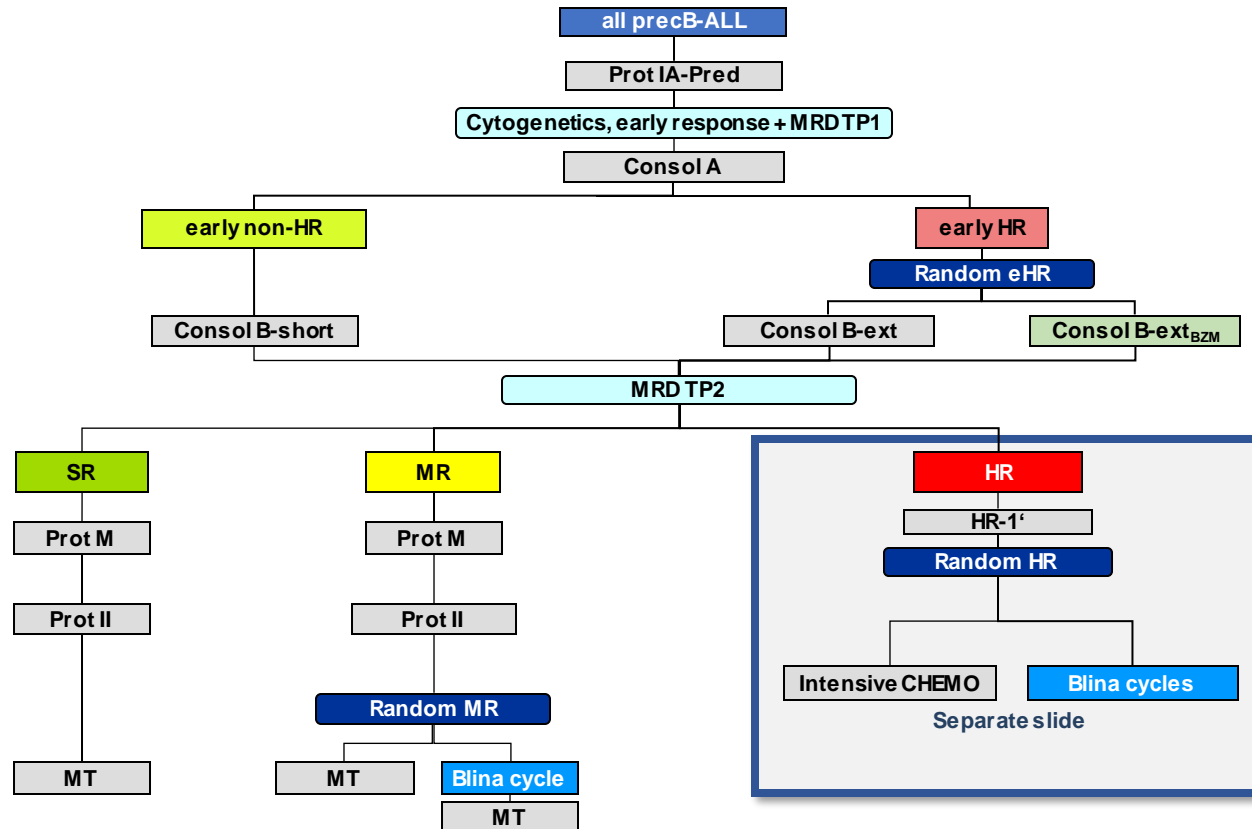 all precB-ALL
Prot IA-Pred
Cytogenetics, early response + MRD TP1
Consol A
early non-HR
early HR
Random eHR
Consol B-short
Consol B-ext
Consol B-extBZM
MRD TP2
SR
MR
HR
Prot M
Prot M
HR-1‘
Random HR
Prot II
Prot II
Intensive CHEMO
Blina cycles
Random MR
Separate slide
MT
MT
Blina cycle
MT